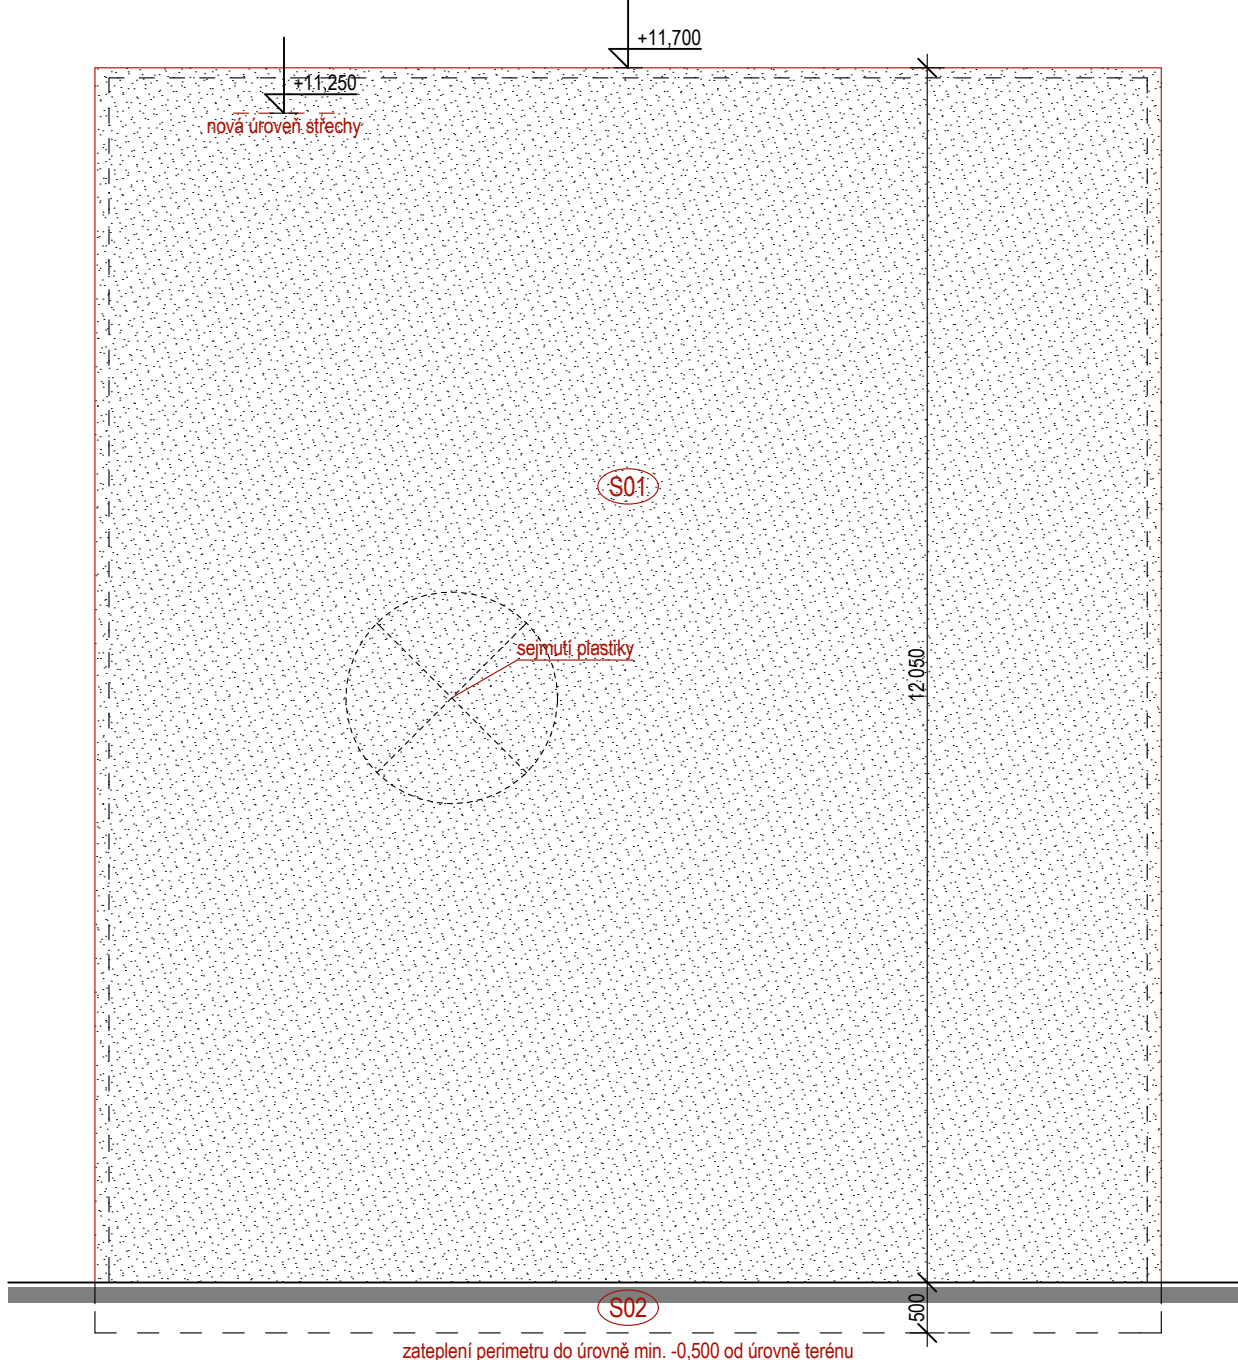 +11,700
+11,250
nová úroveň střechy
S01
sejmutí plastiky
12 050
S02
500
zateplení perimetru do úrovně min. -0,500 od úrovně terénu